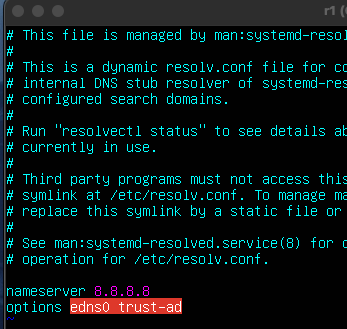 r1
# This file is managed by man:systemd-resol
#
# This is a dynamic resolv.conf file for co
# internal DNS stub resolver of systemd-res
# configured search domains.
#
# Run "resolvectl status" to see details ab
# currently in use.
#
# Third party programs must not access this
# symlink at /etc/resolv.conf. To manage ma
# replace this symlink by a static file or
#
# See man:systemd-resolved.service(8) for d
# operation for /etc/resolv.conf.

nameserver 8.8.8.8
options edns0 trust-ad
~